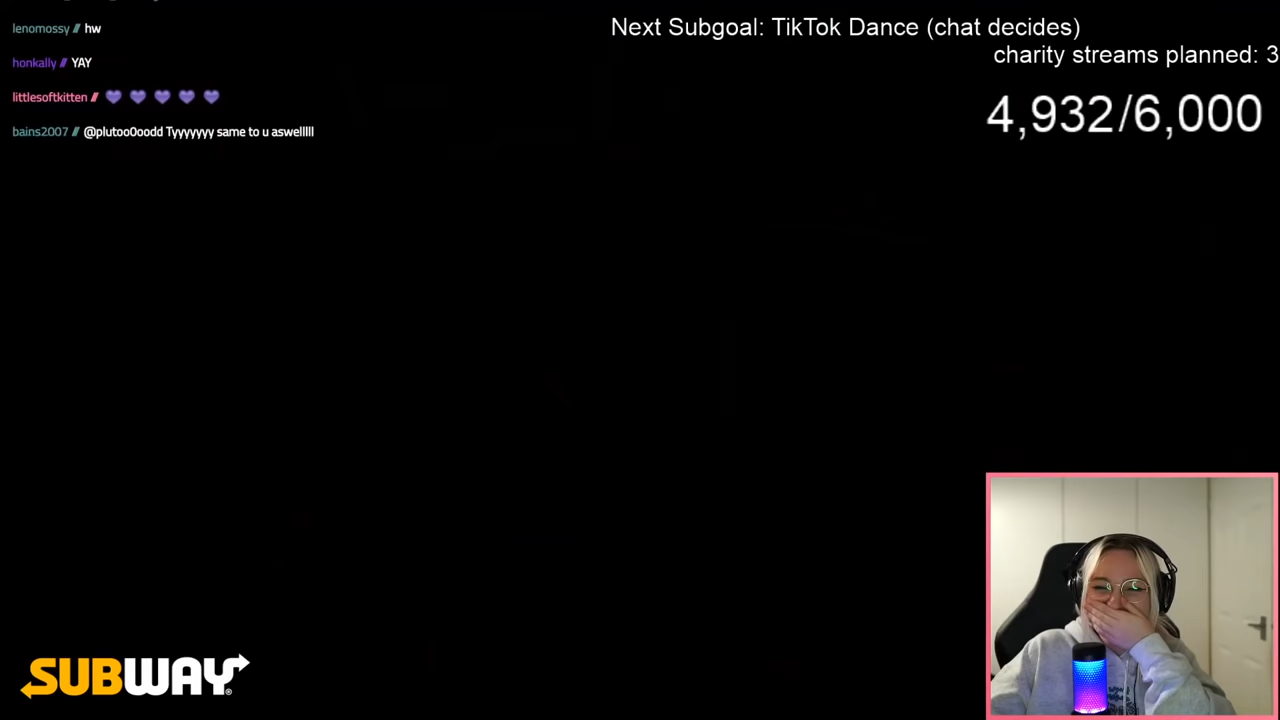 lenomossy // hw
honkally // YAY
littlesoftkitten //
bains2007 // @plutoo0oodd Tyyyyyyy same to u aswelllll
Next Subgoal: TikTok Dance (chat decides)
charity streams planned: 3
4,932/6,000
SUBWAY